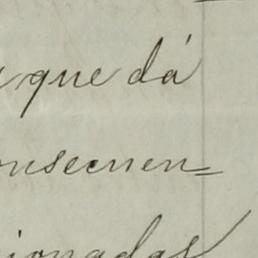 que dá
onsecuen=
ionadas